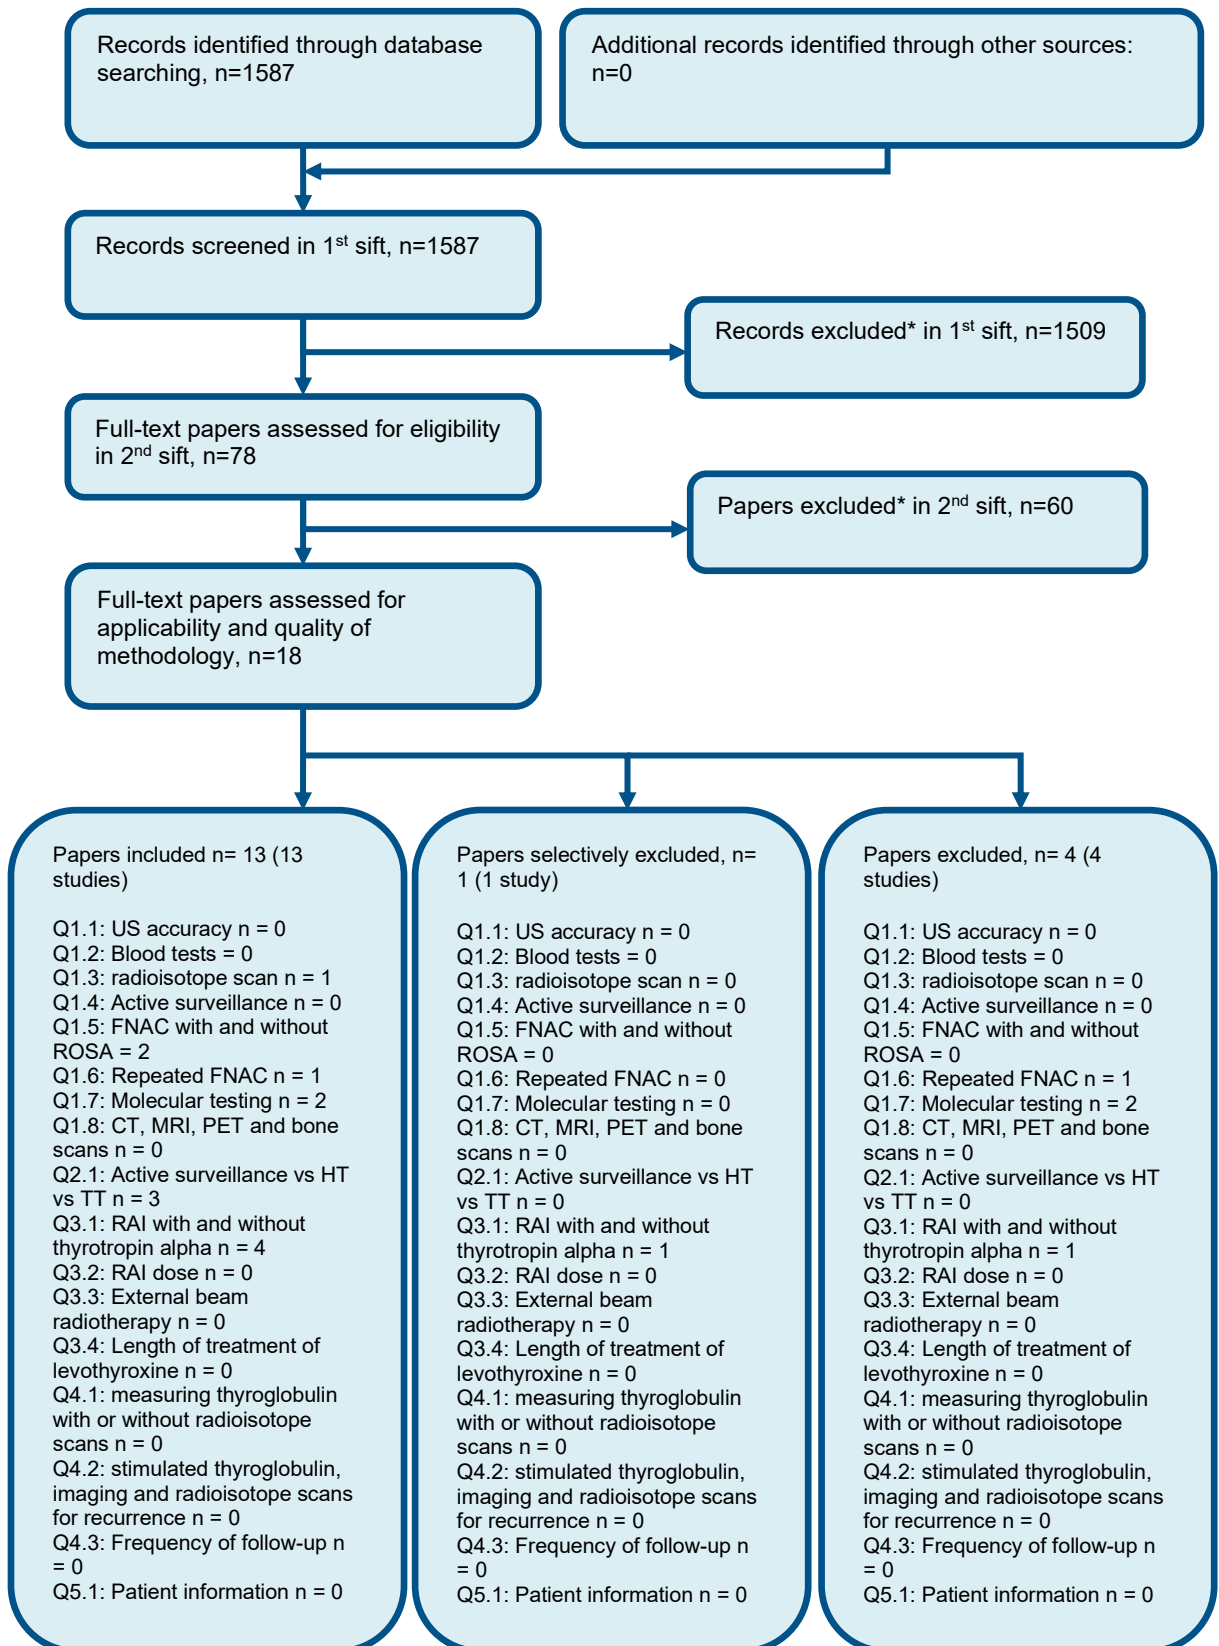 Records identified through database
searching, n=1587
Additional records identified through other sources:
n=0
Records screened in 1st sift, n=1587
Records excluded* in 1st sift, n=1509
Full-text papers assessed for eligibility
in 2nd sift, n=78
Papers excluded* in 2nd sift, n=60
Full-text papers assessed for
applicability and quality of
methodology, n=18
Papers included n= 13 (13
studies)
Q1.1: US accuracy n = 0
Q1.2: Blood tests = 0
Q1.3: radioisotope scan n = 1
Q1.4: Active surveillance n = 0
Q1.5: FNAC with and without
ROSA = 2
Q1.6: Repeated FNAC n = 1
Q1.7: Molecular testing n = 2
Q1.8: CT, MRI, PET and bone
scans n = 0
Q2.1: Active surveillance vs HT
vs TT n = 3
Q3.1: RAI with and without
thyrotropin alpha n = 4
Q3.2: RAI dose n = 0
Q3.3: External beam
radiotherapy n = 0
Q3.4: Length of treatment of
levothyroxine n = 0
Q4.1: measuring thyroglobulin
with or without radioisotope
scans n = 0
Q4.2: stimulated thyroglobulin,
imaging and radioisotope scans
for recurrence n = 0
Q4.3: Frequency of follow-up n
= 0
Q5.1: Patient information n = 0
Papers selectively excluded, n=
1 (1 study)
Q1.1: US accuracy n = 0
Q1.2: Blood tests = 0
Q1.3: radioisotope scan n = 0
Q1.4: Active surveillance n = 0
Q1.5: FNAC with and without
ROSA = 0
Q1.6: Repeated FNAC n = 0
Q1.7: Molecular testing n = 0
Q1.8: CT, MRI, PET and bone
scans n = 0
Q2.1: Active surveillance vs HT
vs TT n = 0
Q3.1: RAI with and without
thyrotropin alpha n = 1
Q3.2: RAI dose n = 0
Q3.3: External beam
radiotherapy n = 0
Q3.4: Length of treatment of
levothyroxine n = 0
Q4.1: measuring thyroglobulin
with or without radioisotope
scans n = 0
Q4.2: stimulated thyroglobulin,
imaging and radioisotope scans
for recurrence n = 0
Q4.3: Frequency of follow-up n
= 0
Q5.1: Patient information n = 0
Papers excluded, n= 4 (4
studies)
Q1.1: US accuracy n = 0
Q1.2: Blood tests = 0
Q1.3: radioisotope scan n = 0
Q1.4: Active surveillance n = 0
Q1.5: FNAC with and without
ROSA = 0
Q1.6: Repeated FNAC n = 1
Q1.7: Molecular testing n = 2
Q1.8: CT, MRI, PET and bone
scans n = 0
Q2.1: Active surveillance vs HT
vs TT n = 0
Q3.1: RAI with and without
thyrotropin alpha n = 1
Q3.2: RAI dose n = 0
Q3.3: External beam
radiotherapy n = 0
Q3.4: Length of treatment of
levothyroxine n = 0
Q4.1: measuring thyroglobulin
with or without radioisotope
scans n = 0
Q4.2: stimulated thyroglobulin,
imaging and radioisotope scans
for recurrence n = 0
Q4.3: Frequency of follow-up n
= 0
Q5.1: Patient information n = 0